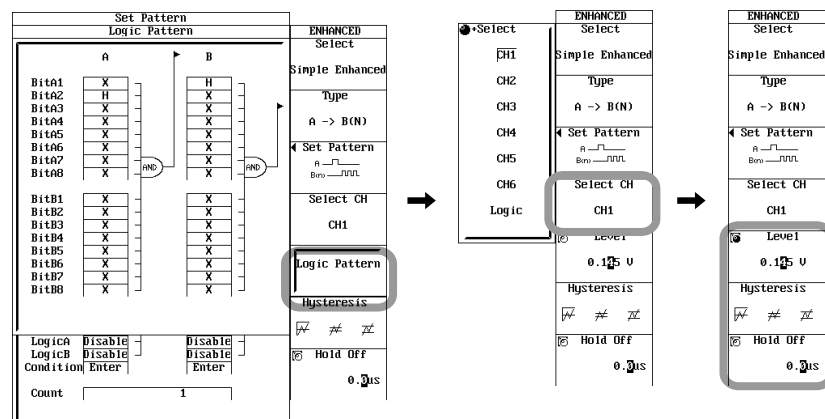 Set Pattern
Logic Pattern
A B
BitA1 X H
BitA2 H X
BitA3 X X
BitA4 X X
BitA5 X X
BitA6 X X
BitA7 X X
BitA8 X X
AND AND
BitB1 X X
BitB2 X X
BitB3 X X
BitB4 X X
BitB5 X X
BitB6 X X
BitB7 X X
BitB8 X X
LogicA Disable Disable
LogicB Disable Disable
Condition Enter Enter
Count 1
ENHANCED
Select
Simple Enhanced
Type
A -> B(N)
Set Pattern
A
B(n)
Select CH
CH1
Logic Pattern
Hysteresis
Hold Off
0.0us
Select
CH1
CH2
CH3
CH4
CH5
CH6
Logic
ENHANCED
Select
Simple Enhanced
Type
A -> B(N)
Set Pattern
A
B(n)
Select CH
CH1
Level
0.145 V
Hysteresis
Hold Off
0.0us
ENHANCED
Select
Simple Enhanced
Type
A -> B(N)
Set Pattern
A
B(n)
Select CH
CH1
Level
0.145 V
Hysteresis
Hold Off
0.0us